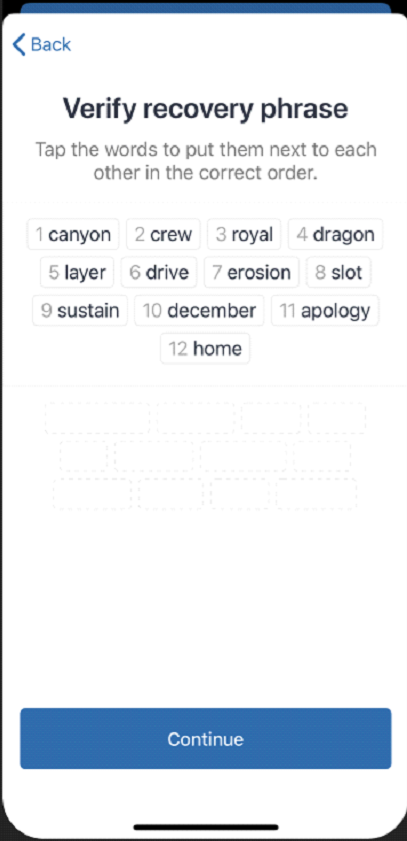 Back
Verify recovery phrase
Tap the words to put them next to each
other in the correct order.
1 canyon 2 crew 3 royal 4 dragon
5 layer 6 drive 7 erosion 8 slot
9 sustain 10 december 11 apology
12 home
Continue